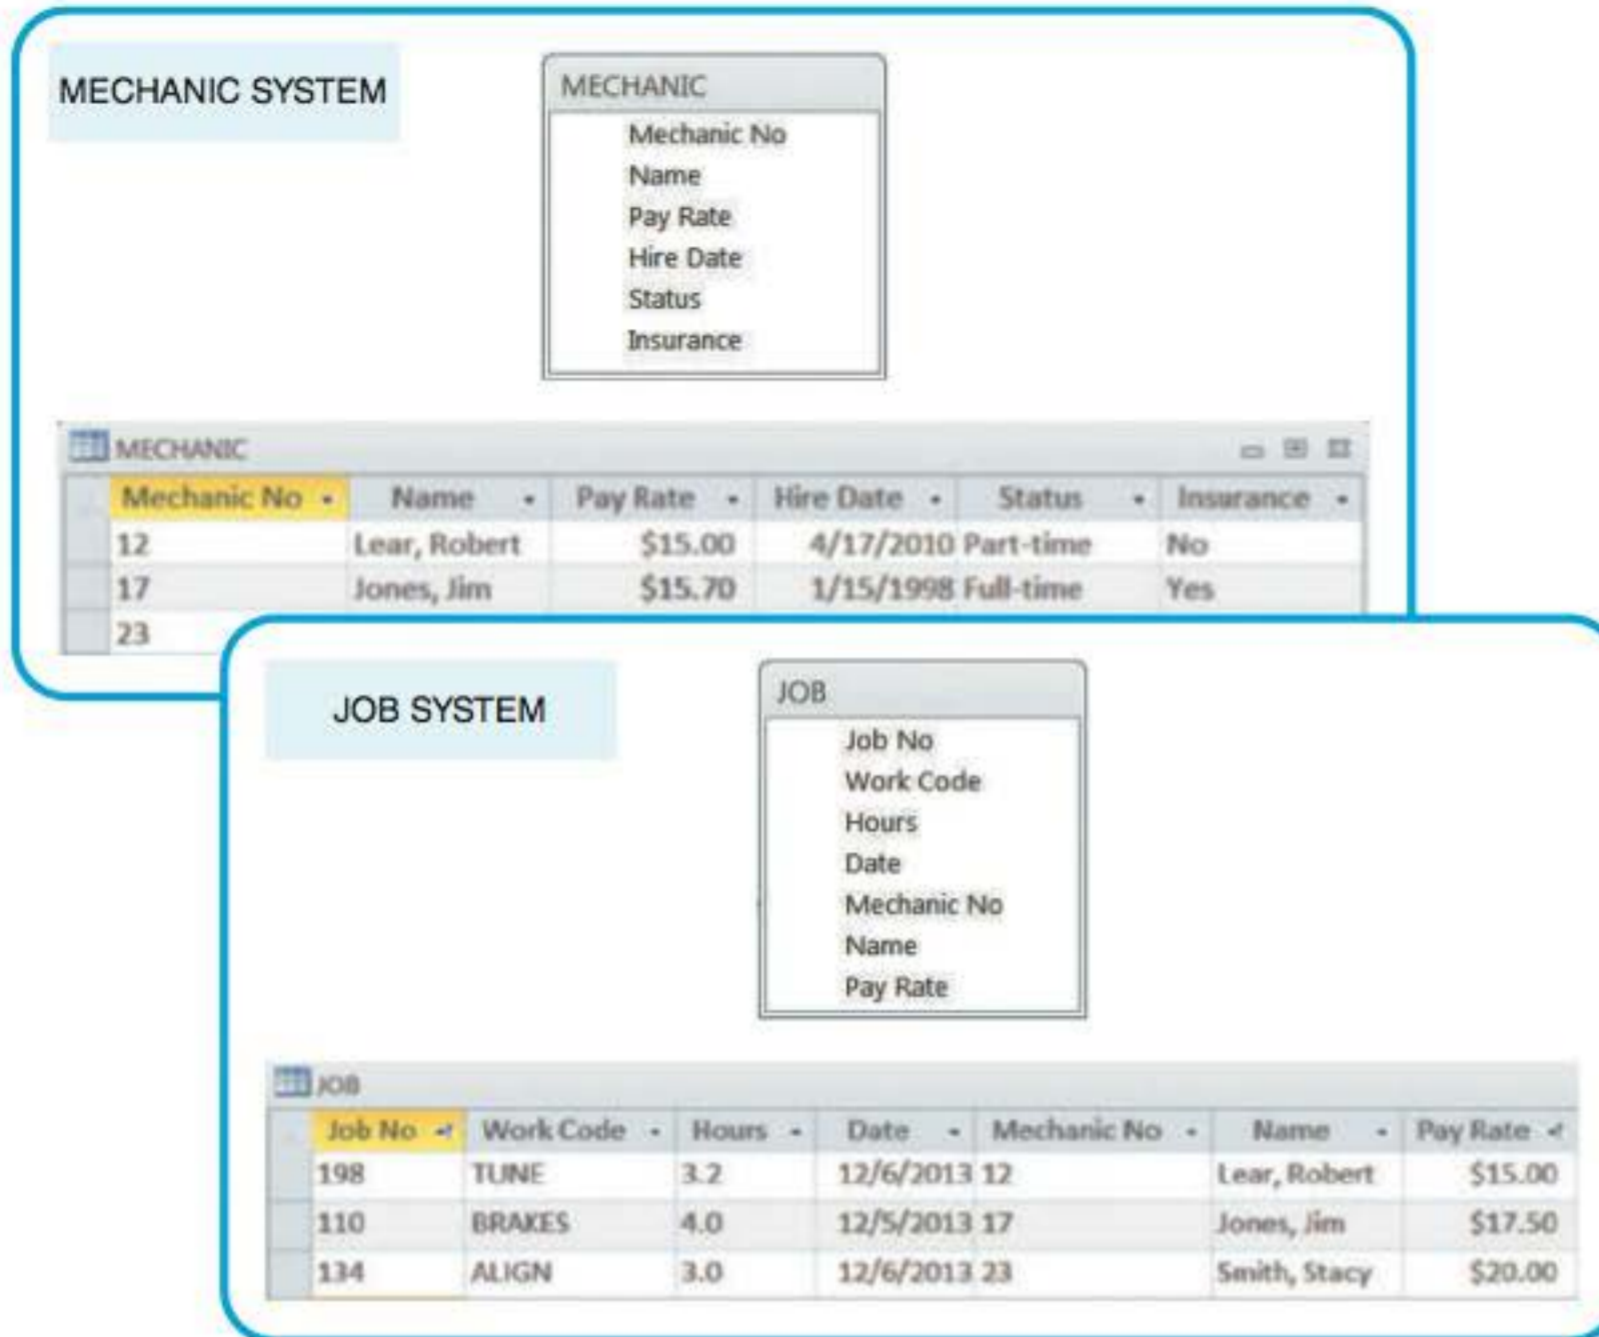 MECHANIC SYSTEM
MECHANIC
Mechanic No
Name
Pay Rate
Hire Date
Status
Insurance
MECHANIC
Mechanic No Name Pay Rate Hire Date Status Insurance
12 Lear, Robert $15.00 4/17/2010 Part-time No
17 Jones, Jim $15.70 1/15/1998 Full-time Yes
23
JOB SYSTEM
JOB
Job No
Work Code
Hours
Date
Mechanic No
Name
Pay Rate
JOB
Job No Work Code Hours Date Mechanic No Name Pay Rate
198 TUNE 3.2 12/6/2013 12 Lear, Robert $15.00
110 BRAKES 4.0 12/5/2013 17 Jones, Jim $17.50
134 ALIGN 3.0 12/6/2013 23 Smith, Stacy $20.00